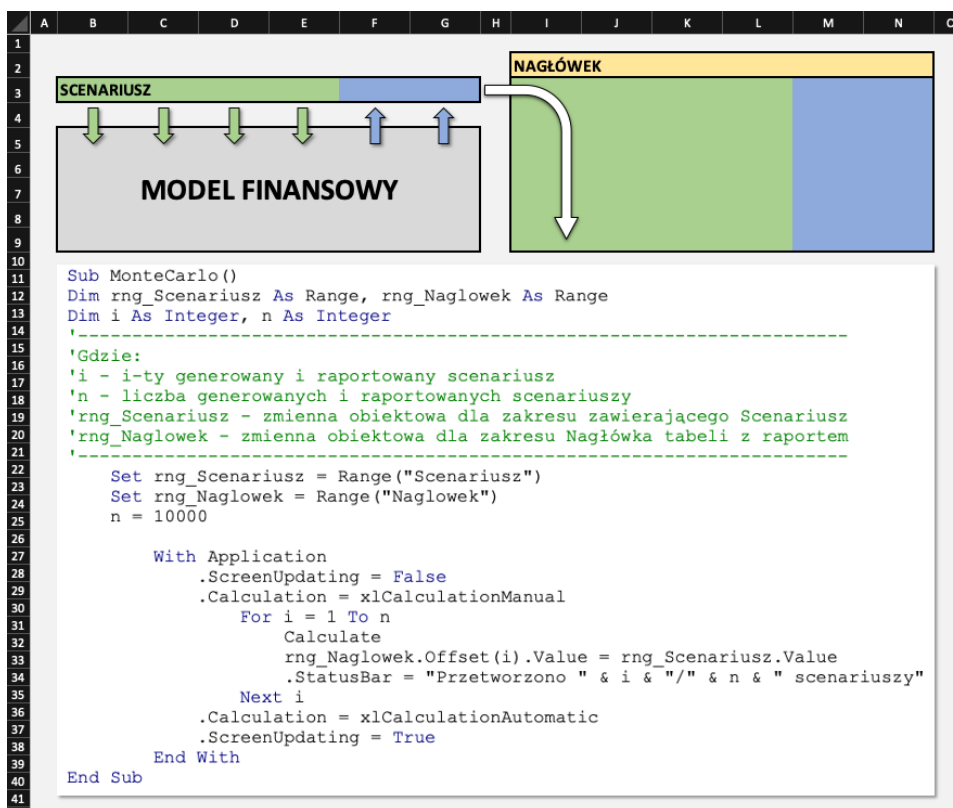 A B C D E F G H I J K L M N
1
2 NAGŁÓWEK
3 SCENARIUSZ
4
5
6
7 MODEL FINANSOWY
8
9
10
11 Sub MonteCarlo()
12 Dim rng_Scenariusz As Range, rng_Naglowek As Range
13 Dim i As Integer, n As Integer
14 '-----------------------------------------------------------------------
15 'Gdzie:
16 'i - i-ty generowany i raportowany scenariusz
17
18 'n - liczba generowanych i raportowanych scenariuszy
19 'rng_Scenariusz - zmienna obiektowa dla zakresu zawierającego Scenariusz
20 'rng_Naglowek - zmienna obiektowa dla zakresu Nagłówka tabeli z raportem
21 '-----------------------------------------------------------------------
22 Set rng_Scenariusz = Range("Scenariusz")
23
24 Set rng_Naglowek = Range("Naglowek")
25 n = 10000
26
27 With Application
28 .ScreenUpdating = False
29 .Calculation = xlCalculationManual
30 For i = 1 To n
31
32 Calculate
33 rng_Naglowek.Offset(i).Value = rng_Scenariusz.Value
34 .StatusBar = "Przetworzono " & i & "/" & n & " scenariuszy"
35 Next i
36 .Calculation = xlCalculationAutomatic
37
38 .ScreenUpdating = True
39 End With
40 End Sub
41